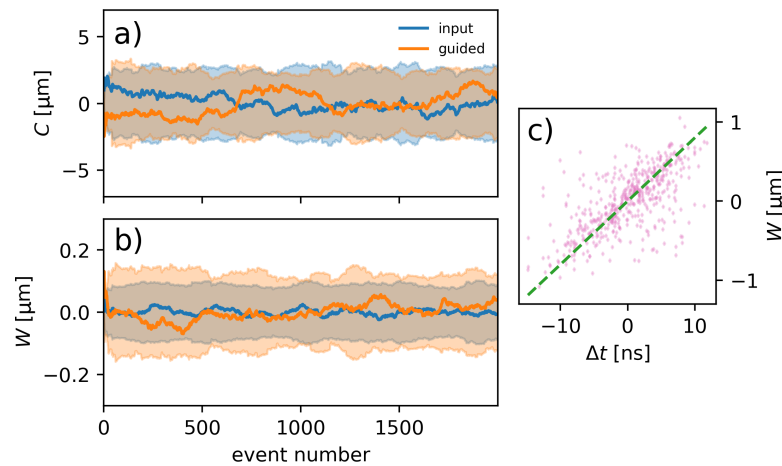 a)
input
guided
5
0
−5
C [μm]
b)
0.2
0.0
−0.2
W [μm]
0
500
1000
1500
event number
c)
1
0
−1
W [μm]
−10
0
10
Δt [ns]